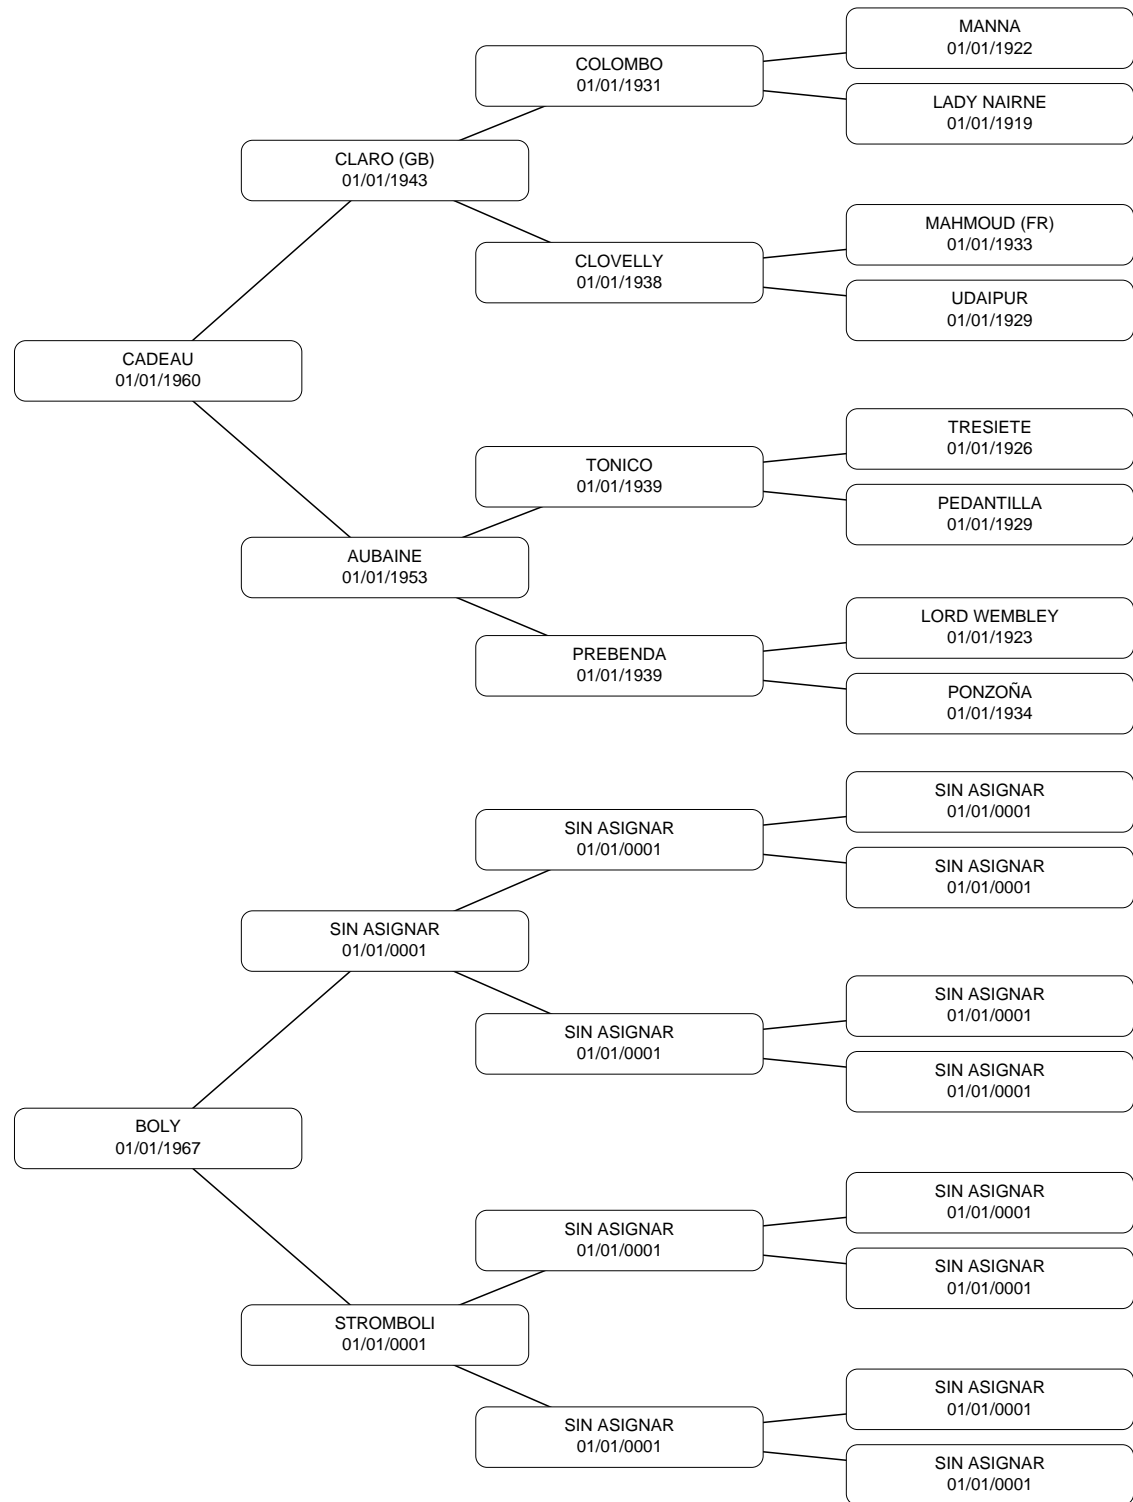 MANNA
01/01/1922
COLOMBO
01/01/1931
LADY NAIRNE
01/01/1919
CLARO (GB)
01/01/1943
MAHMOUD (FR)
01/01/1933
CLOVELLY
01/01/1938
UDAIPUR
01/01/1929
CADEAU
01/01/1960
TRESIETE
01/01/1926
TONICO
01/01/1939
PEDANTILLA
01/01/1929
AUBAINE
01/01/1953
LORD WEMBLEY
01/01/1923
PREBENDA
01/01/1939
PONZOÑA
01/01/1934
SIN ASIGNAR
01/01/0001
SIN ASIGNAR
01/01/0001
SIN ASIGNAR
01/01/0001
SIN ASIGNAR
01/01/0001
SIN ASIGNAR
01/01/0001
SIN ASIGNAR
01/01/0001
SIN ASIGNAR
01/01/0001
BOLY
01/01/1967
SIN ASIGNAR
01/01/0001
SIN ASIGNAR
01/01/0001
SIN ASIGNAR
01/01/0001
STROMBOLI
01/01/0001
SIN ASIGNAR
01/01/0001
SIN ASIGNAR
01/01/0001
SIN ASIGNAR
01/01/0001